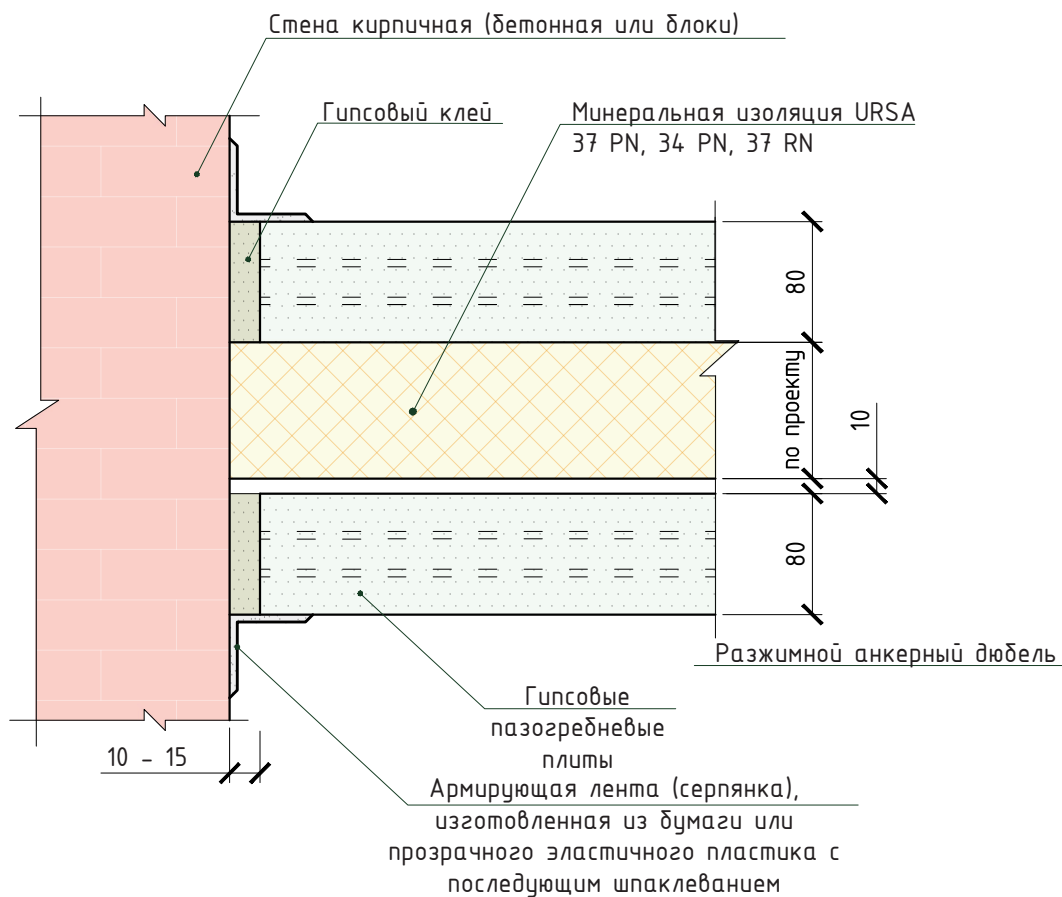 Стена кирпичная (бетонная или блоки)
Гипсовый клей
Минеральная изоляция URSA
37 PN, 34 PN, 37 RN
80
по проекту
10
80
Разжимной анкерный дюбель
Гипсовые
пазогребневые
плиты
10 - 15
Армирующая лента (серпянка),
изготовленная из бумаги или
прозрачного эластичного пластика с
последующим шпаклеванием